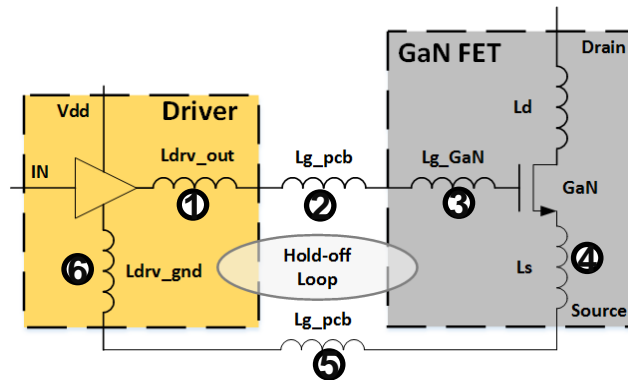 GaN FET
Drain
Driver
Vdd
Ld
Ldrv_out
Lg_pcb
Lg_GaN
IN
GaN
1
2
3
6
Ldrv_gnd
Hold-off
Loop
Ls
4
Source
Lg_pcb
5